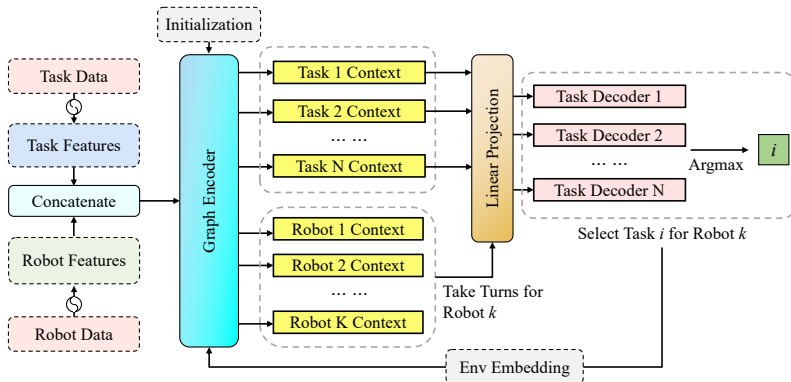 Initialization
Task Data
Task Features
Concatenate
Robot Features
Robot Data
Graph Encoder
Task 1 Context
Task 2 Context
... ...
Task N Context
Robot 1 Context
Robot 2 Context
... ...
Robot K Context
Linear Projection
Take Turns for
Robot k
Task Decoder 1
Task Decoder 2
... ...
Task Decoder N
Argmax
i
Select Task i for Robot k
Env Embedding